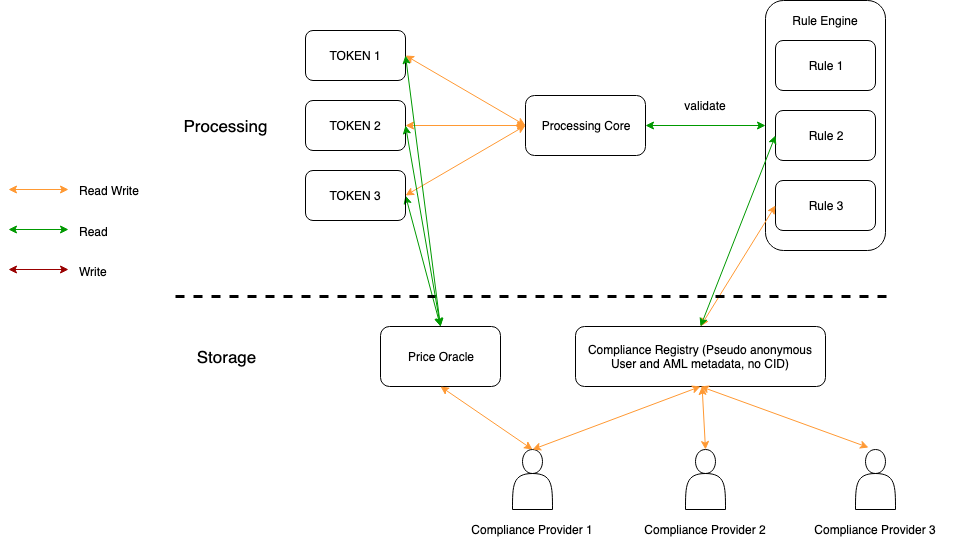 Rule Engine
TOKEN 1
Rule 1
validate
Processing
TOKEN 2
Processing Core
Rule 2
Read Write
TOKEN 3
Rule 3
Read
Write
Storage
Price Oracle
Compliance Registry (Pseudo anonymous
User and AML metadata, no CID)
Compliance Provider 1
Compliance Provider 2
Compliance Provider 3